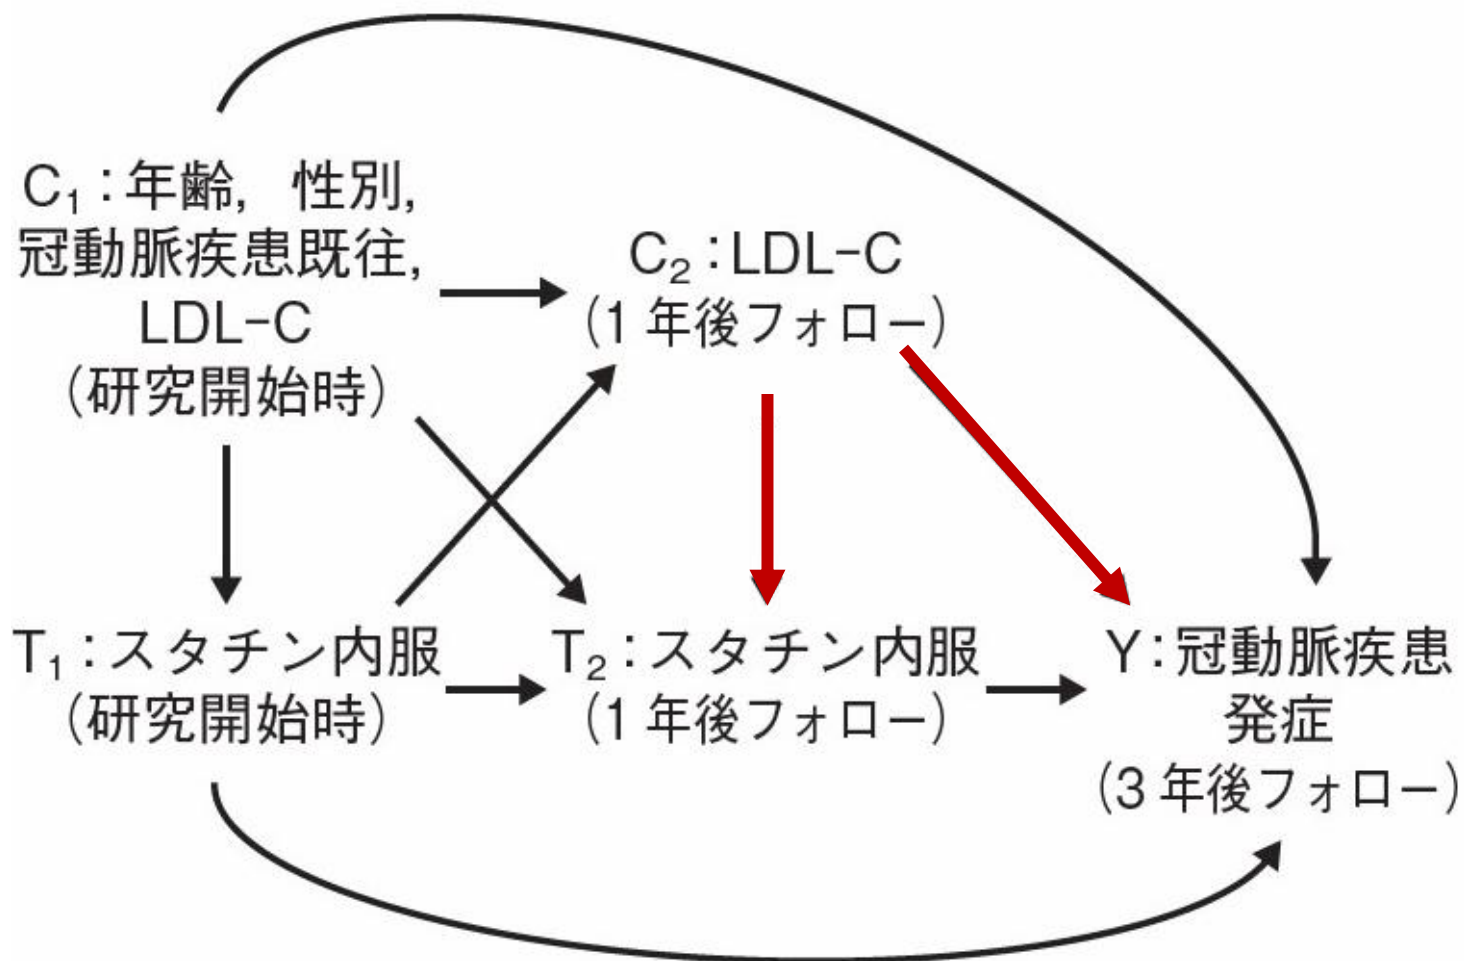 C₁：年齢，性別，
冠動脈疾患既往，
LDL-C
（研究開始時）
C₂：LDL-C
（1年後フォロー）
T₁：スタチン内服
（研究開始時）
T₂：スタチン内服
（1年後フォロー）
Y：冠動脈疾患
発症
（3年後フォロー）